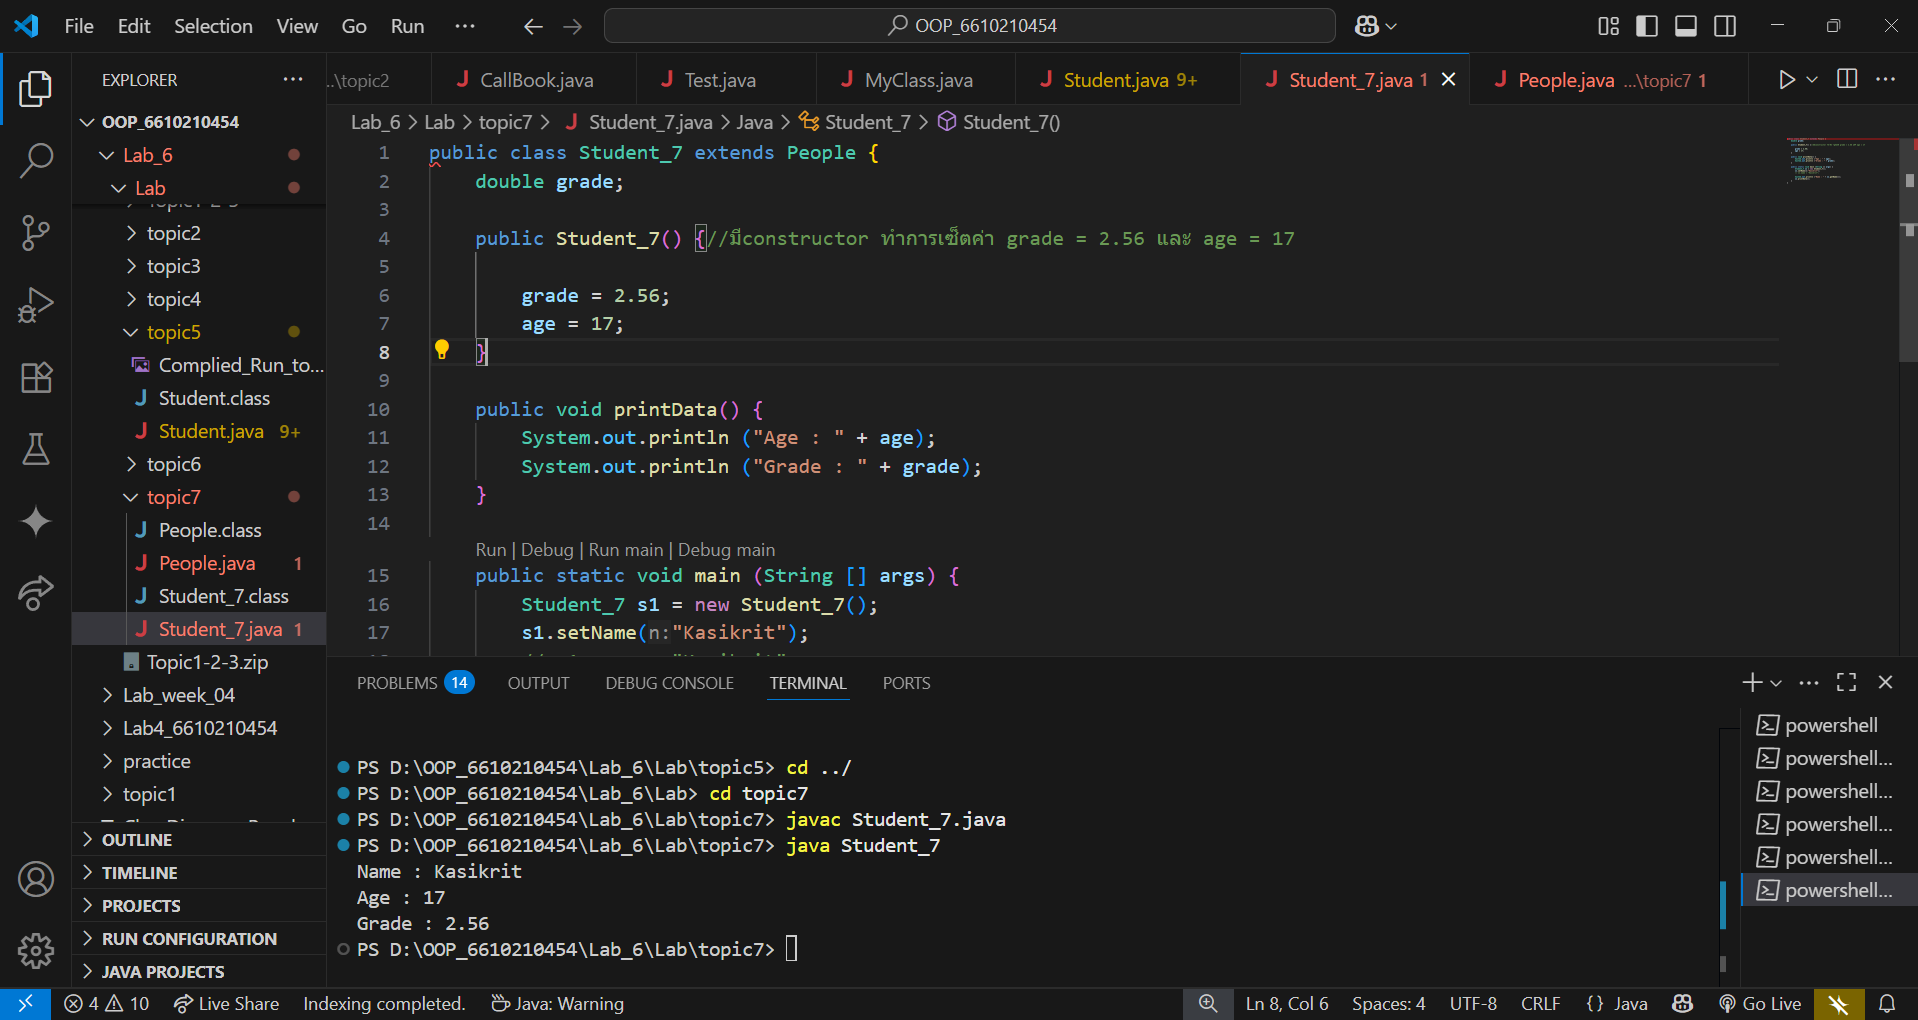 File Edit Selection View Go Run ···
OOP_6610210454
EXPLORER ···
OOP_6610210454
Lab_6
Lab
topic2
topic3
topic4
topic5
Complied_Run_to...
Student.class
Student.java 9+
topic6
topic7
People.class
People.java 1
Student_7.class
Student_7.java 1
Topic1-2-3.zip
Lab_week_04
Lab4_6610210454
practice
topic1
OUTLINE
TIMELINE
PROJECTS
RUN CONFIGURATION
JAVA PROJECTS
..\topic2 CallBook.java Test.java MyClass.java Student.java 9+ Student_7.java 1 People.java ...\topic7 1
Lab_6 > Lab > topic7 > Student_7.java > Java > Student_7 > Student_7()
1 public class Student_7 extends People {
2 double grade;
3
4 public Student_7() {//มีconstructor ทำการเซ็ตค่า grade = 2.56 และ age = 17
5
6 grade = 2.56;
7 age = 17;
8 }
9
10 public void printData() {
11 System.out.println ("Age : " + age);
12 System.out.println ("Grade : " + grade);
13 }
14
Run | Debug | Run main | Debug main
15 public static void main (String [] args) {
16 Student_7 s1 = new Student_7();
17 s1.setName(n:"Kasikrit");
PROBLEMS 14 OUTPUT DEBUG CONSOLE TERMINAL PORTS
PS D:\OOP_6610210454\Lab_6\Lab\topic5> cd ../
PS D:\OOP_6610210454\Lab_6\Lab> cd topic7
PS D:\OOP_6610210454\Lab_6\Lab\topic7> javac Student_7.java
PS D:\OOP_6610210454\Lab_6\Lab\topic7> java Student_7
Name : Kasikrit
Age : 17
Grade : 2.56
PS D:\OOP_6610210454\Lab_6\Lab\topic7>
powershell
powershell...
powershell...
powershell...
powershell...
powershell...
4 10 Live Share Indexing completed. Java: Warning Ln 8, Col 6 Spaces: 4 UTF-8 CRLF {} Java Go Live